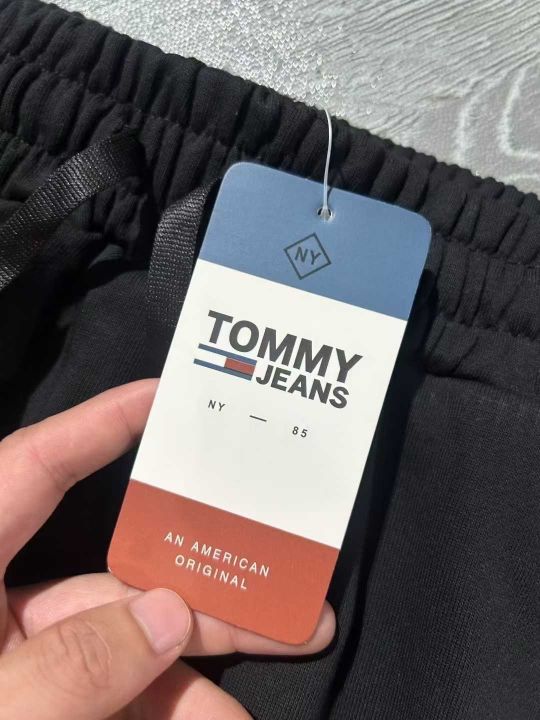 NY
TOMMY
JEANS
NY — 85
AN AMERICAN
ORIGINAL